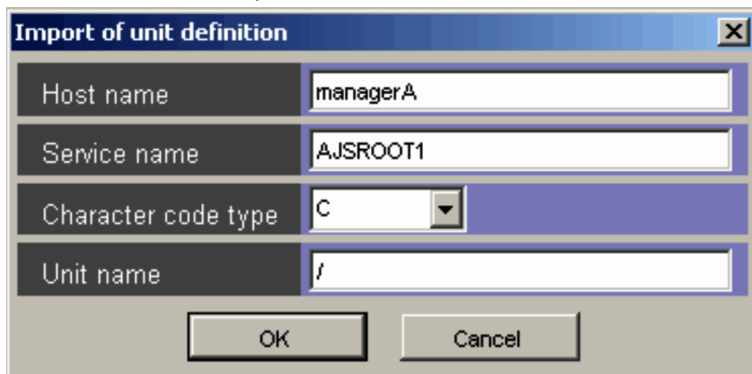 Import of unit definition
Host name managerA
Service name AJSROOT1
Character code type C
Unit name /
OK Cancel